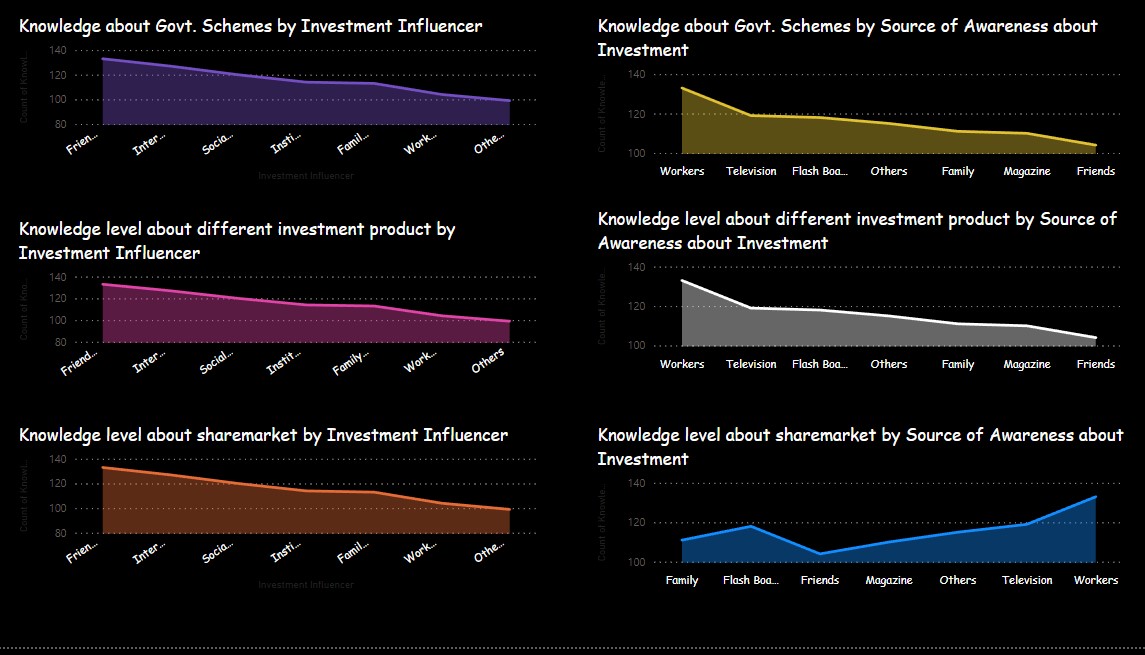 Knowledge about Govt. Schemes by Investment Influencer
140
120
100
80
Count of Knowl...
Frien... Inter... Socia... Insti... Famil... Work... Othe...
Investment Influencer
Knowledge about Govt. Schemes by Source of Awareness about
Investment
140
120
100
Count of Knowle...
Workers Television Flash Boa... Others Family Magazine Friends
Knowledge level about different investment product by
Investment Influencer
140
120
100
80
Count of Kno...
Friend... Inter... Social... Instit... Family... Work... Others
Knowledge level about different investment product by Source of
Awareness about Investment
140
120
100
Count of Knowle...
Workers Television Flash Boa... Others Family Magazine Friends
Knowledge level about sharemarket by Investment Influencer
140
120
100
80
Count of Knowl...
Frien... Inter... Socia... Insti... Famil... Work... Othe...
Investment Influencer
Knowledge level about sharemarket by Source of Awareness about
Investment
140
120
100
Count of Knowle...
Family Flash Boa... Friends Magazine Others Television Workers